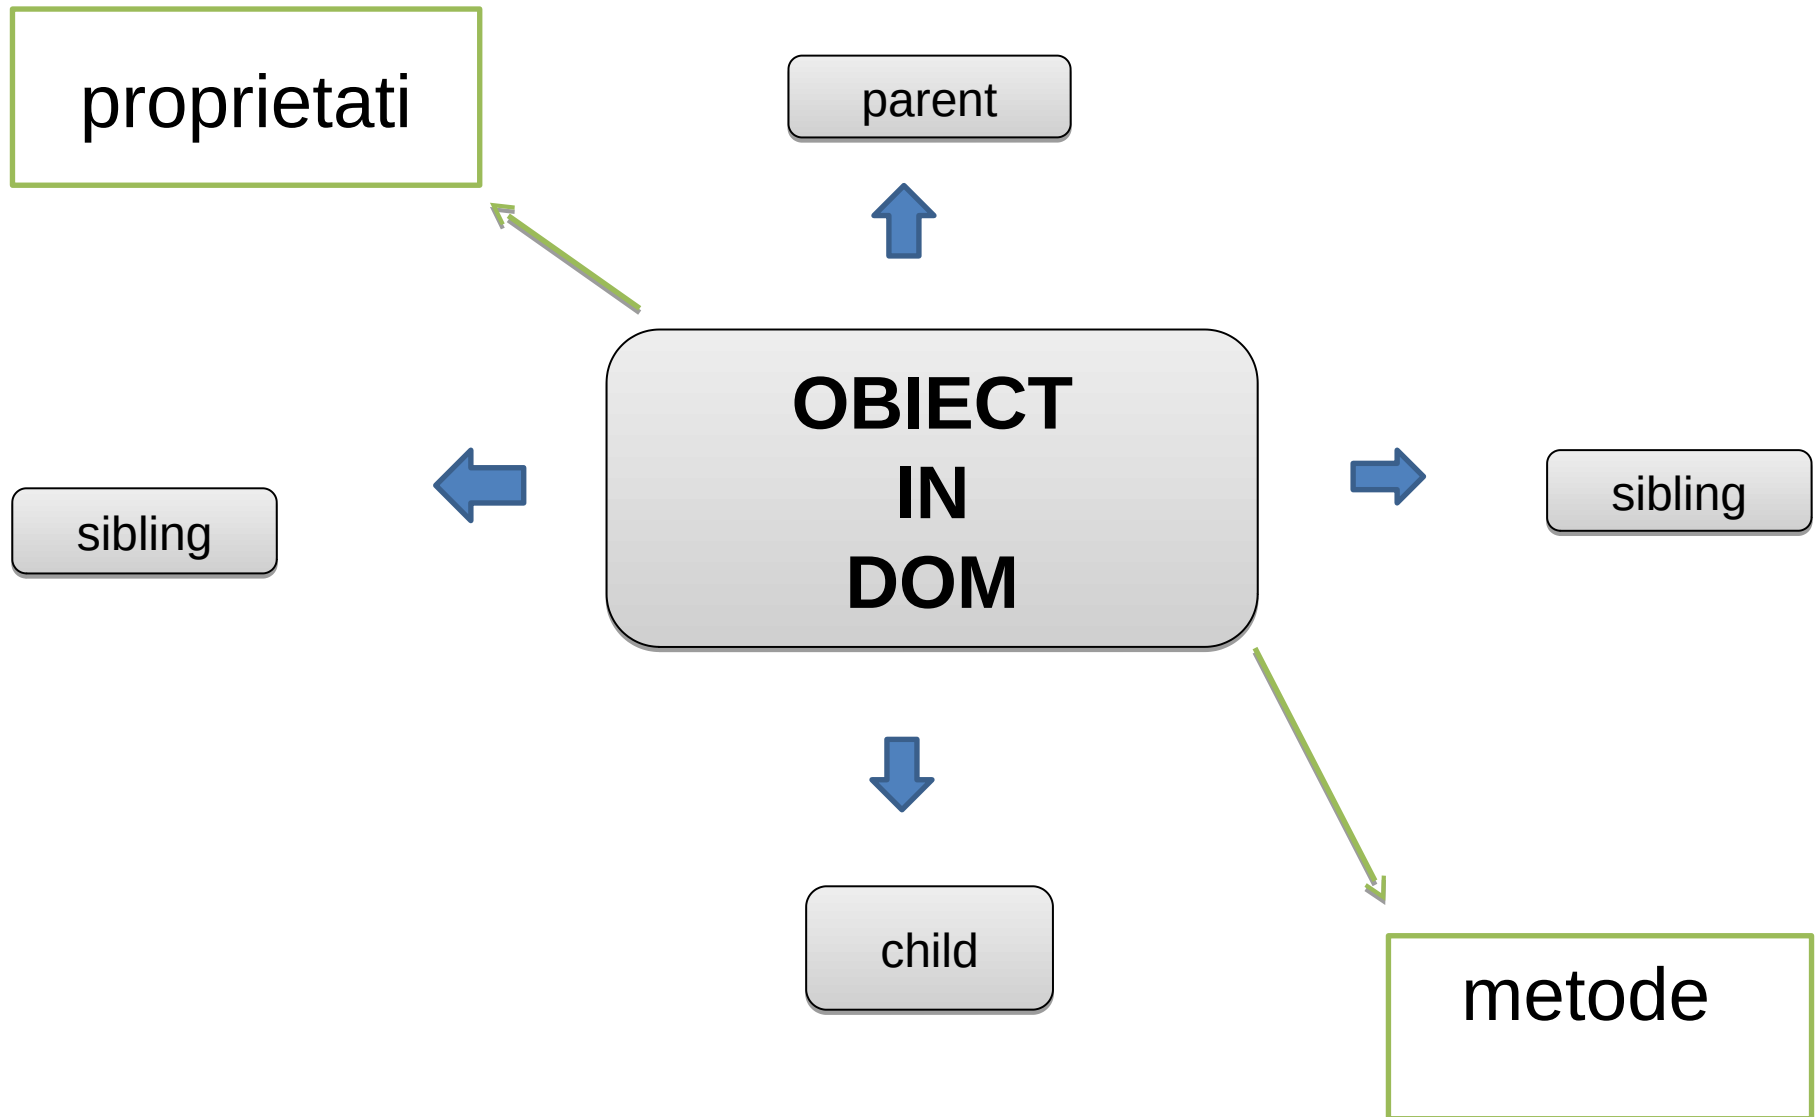 proprietati
parent
OBIECT
IN
DOM
sibling
sibling
child
metode